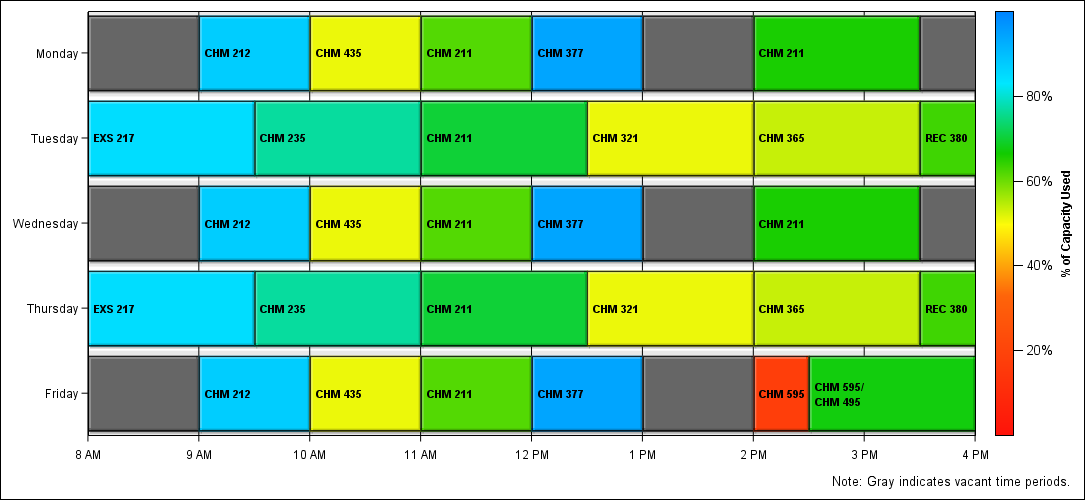 Monday
CHM 212
CHM 435
CHM 211
CHM 377
CHM 211
Tuesday
EXS 217
CHM 235
CHM 211
CHM 321
CHM 365
REC 380
Wednesday
CHM 212
CHM 435
CHM 211
CHM 377
CHM 211
Thursday
EXS 217
CHM 235
CHM 211
CHM 321
CHM 365
REC 380
Friday
CHM 212
CHM 435
CHM 211
CHM 377
CHM 595
CHM 595/
CHM 495
8 AM
9 AM
10 AM
11 AM
12 PM
1 PM
2 PM
3 PM
4 PM
80%
60%
40%
20%
% of Capacity Used
Note: Gray indicates vacant time periods.